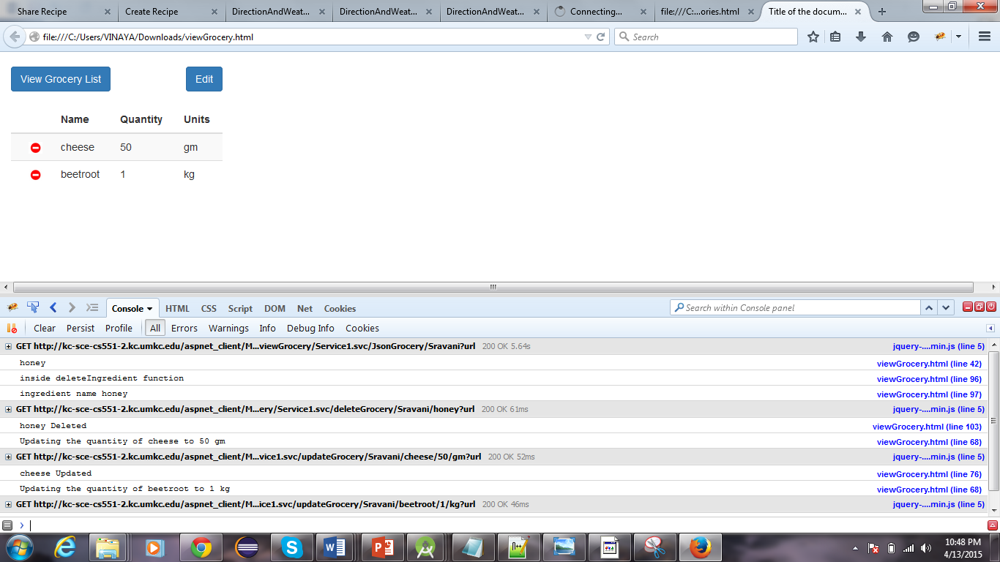 Share Recipe
Create Recipe
DirectionAndWeat...
DirectionAndWeat...
DirectionAndWeat...
Connecting...
file:///C:...ories.html
Title of the docum...
file:///C:/Users/VINAYA/Downloads/viewGrocery.html
Search
View Grocery List
Edit
Name Quantity Units
cheese 50 gm
beetroot 1 kg
Console HTML CSS Script DOM Net Cookies
Search within Console panel
Clear Persist Profile All Errors Warnings Info Debug Info Cookies
GET http://kc-sce-cs551-2.kc.umkc.edu/aspnet_client/M...viewGrocery/Service1.svc/JsonGrocery/Sravani?url 200 OK 5.64s jquery-....min.js (line 5)
honey viewGrocery.html (line 42)
inside deleteIngredient function viewGrocery.html (line 96)
ingredient name honey viewGrocery.html (line 97)
GET http://kc-sce-cs551-2.kc.umkc.edu/aspnet_client/M...ery/Service1.svc/deleteGrocery/Sravani/honey?url 200 OK 61ms jquery-....min.js (line 5)
honey Deleted viewGrocery.html (line 103)
Updating the quantity of cheese to 50 gm viewGrocery.html (line 68)
GET http://kc-sce-cs551-2.kc.umkc.edu/aspnet_client/M...vice1.svc/updateGrocery/Sravani/cheese/50/gm?url 200 OK 52ms jquery-....min.js (line 5)
cheese Updated viewGrocery.html (line 76)
Updating the quantity of beetroot to 1 kg viewGrocery.html (line 68)
GET http://kc-sce-cs551-2.kc.umkc.edu/aspnet_client/M...ice1.svc/updateGrocery/Sravani/beetroot/1/kg?url 200 OK 46ms jquery-....min.js (line 5)
10:48 PM
4/13/2015